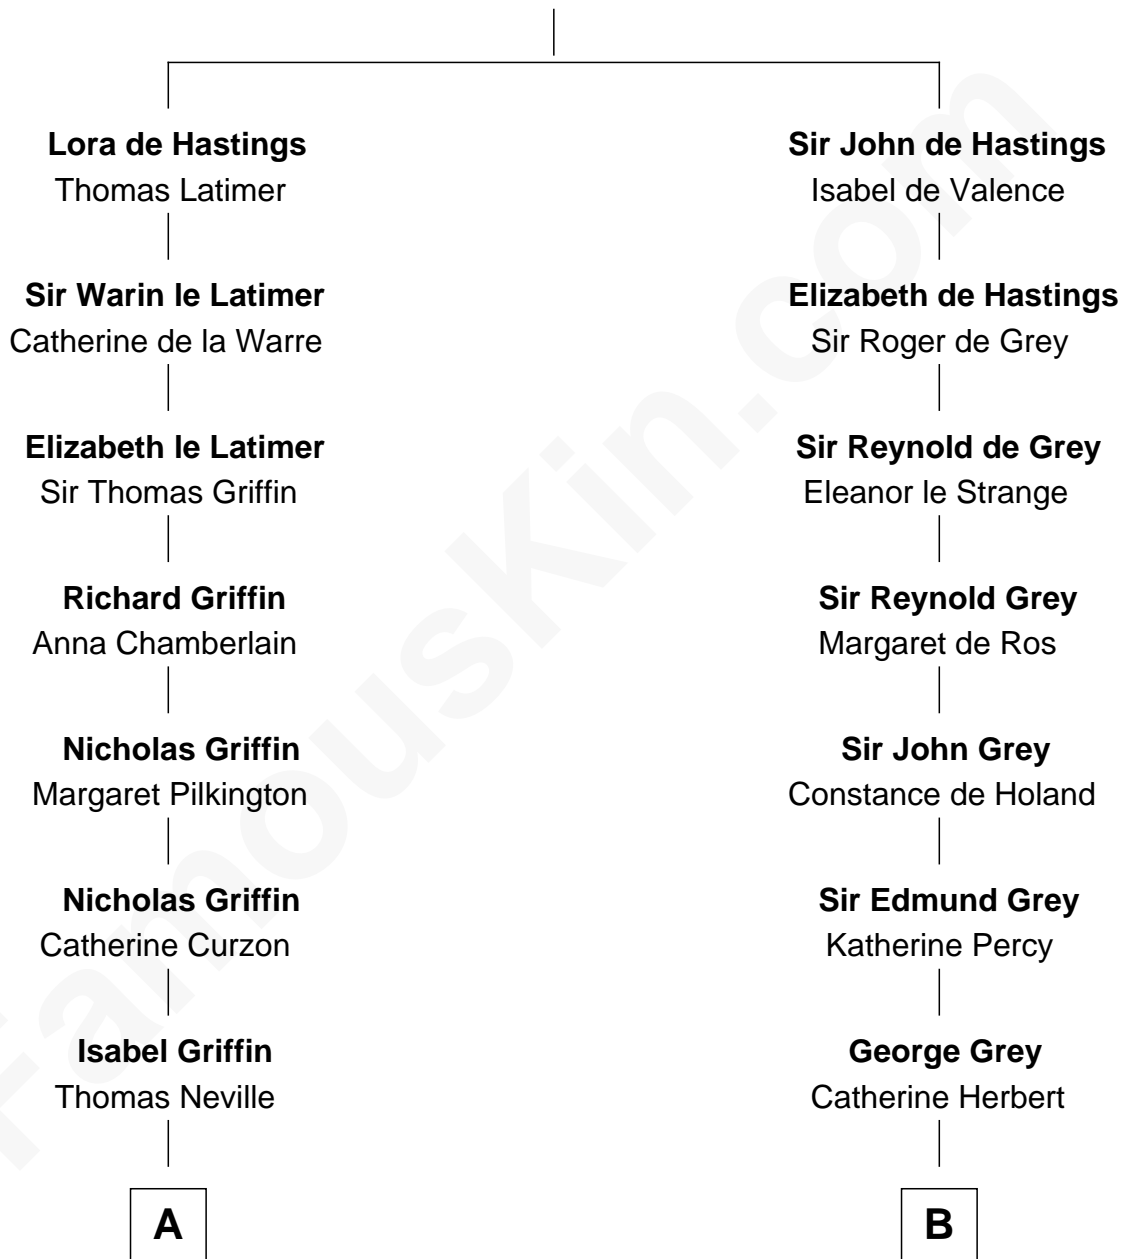 Lora de Hastings
Thomas Latimer
Sir Warin le Latimer
Catherine de la Warre
Elizabeth le Latimer
Sir Thomas Griffin
Richard Griffin
Anna Chamberlain
Nicholas Griffin
Margaret Pilkington
Nicholas Griffin
Catherine Curzon
Isabel Griffin
Thomas Neville
A
Sir John de Hastings
Isabel de Valence
Elizabeth de Hastings
Sir Roger de Grey
Sir Reynold de Grey
Eleanor le Strange
Sir Reynold Grey
Margaret de Ros
Sir John Grey
Constance de Holand
Sir Edmund Grey
Katherine Percy
George Grey
Catherine Herbert
B
FamousKin.com